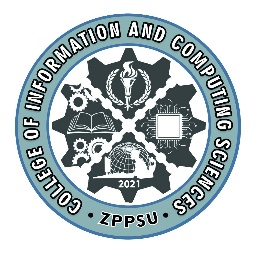 COLLEGE OF INFORMATION AND COMPUTING SCIENCES
2021
• ZPPSU •